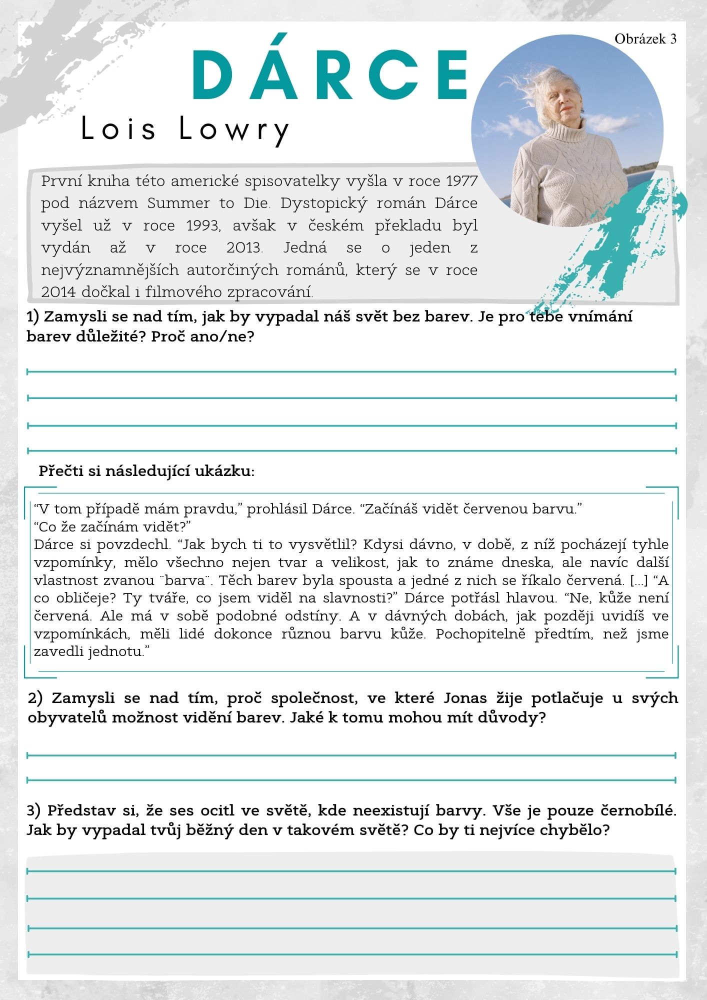 Obrázek 3
DÁRCE
Lois Lowry
První kniha této americké spisovatelky vyšla v roce 1977
pod názvem Summer to Die. Dystopický román Dárce
vyšel už v roce 1993, avšak v českém překladu byl
vydán až v roce 2013. Jedná se o jeden z
nejvýznamnějších autorčiných románů, který se v roce
2014 dočkal i filmového zpracování.
1) Zamysli se nad tím, jak by vypadal náš svět bez barev. Je pro tebe vnímání
barev důležité? Proč ano/ne?
Přečti si následující ukázku:
“V tom případě mám pravdu,” prohlásil Dárce. “Začínáš vidět červenou barvu.”
“Co že začínám vidět?”
Dárce si povzdechl. “Jak bych ti to vysvětlil? Kdysi dávno, v době, z níž pocházejí tyhle
vzpomínky, mělo všechno nejen tvar a velikost, jak to známe dneska, ale navíc další
vlastnost zvanou ¨barva¨. Těch barev byla spousta a jedné z nich se říkalo červená. [...] “A
co obličeje? Ty tváře, co jsem viděl na slavnosti?” Dárce potřásl hlavou. “Ne, kůže není
červená. Ale má v sobě podobné odstíny. A v dávných dobách, jak později uvidíš ve
vzpomínkách, měli lidé dokonce různou barvu kůže. Pochopitelně předtím, než jsme
zavedli jednotu.”
2) Zamysli se nad tím, proč společnost, ve které Jonas žije potlačuje u svých
obyvatelů možnost vidění barev. Jaké k tomu mohou mít důvody?
3) Představ si, že ses ocitl ve světě, kde neexistují barvy. Vše je pouze černobílé.
Jak by vypadal tvůj běžný den v takovém světě? Co by ti nejvíce chybělo?